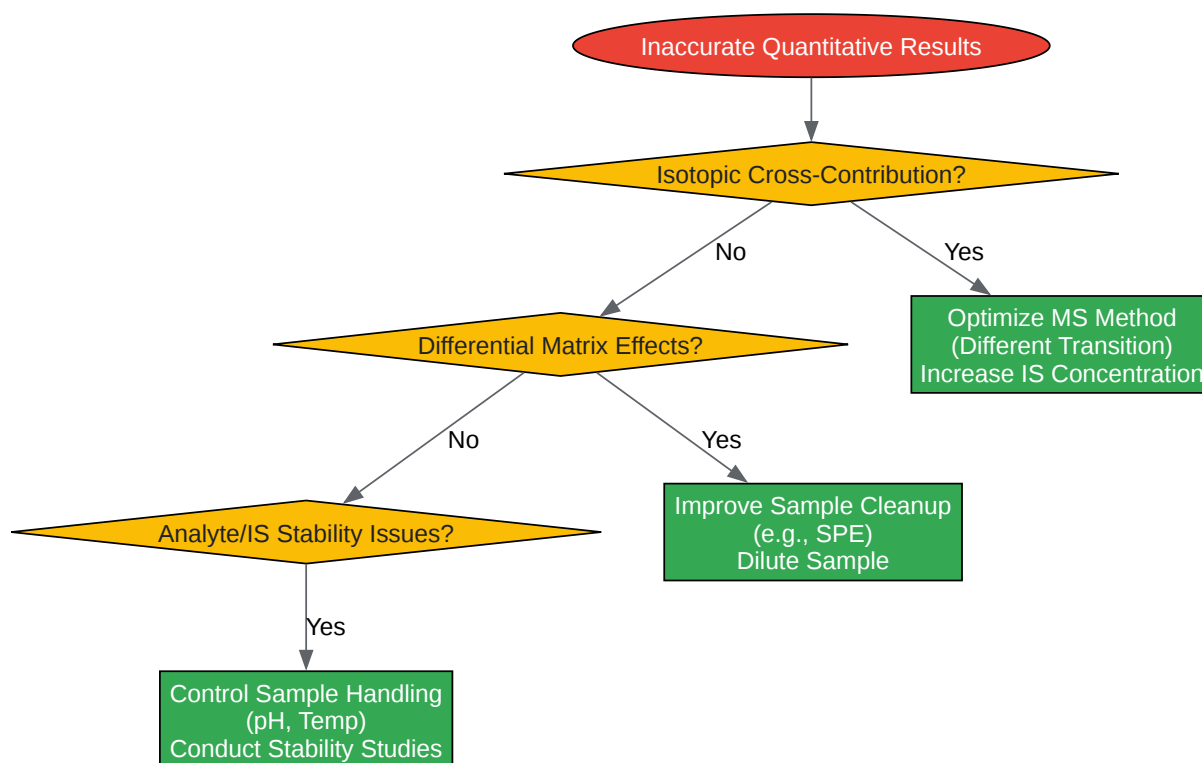 Inaccurate Quantitative Results
Isotopic Cross-Contribution?
No
Yes
Optimize MS Method
(Different Transition)
Increase IS Concentration
Differential Matrix Effects?
No
Yes
Improve Sample Cleanup
(e.g., SPE)
Dilute Sample
Analyte/IS Stability Issues?
Yes
Control Sample Handling
(pH, Temp)
Conduct Stability Studies